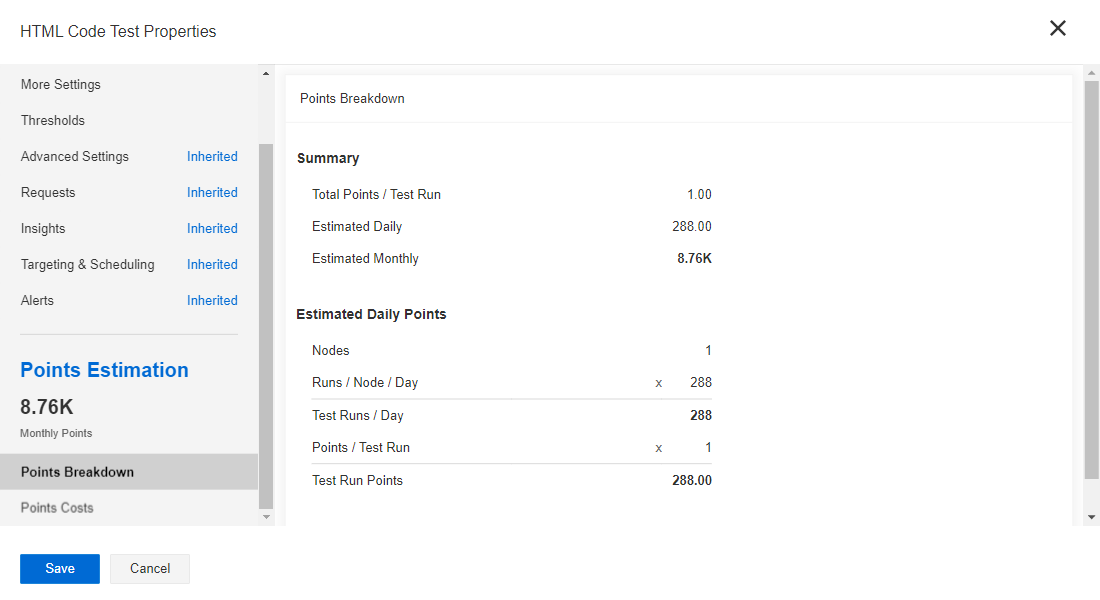 HTML Code Test Properties
More Settings
Thresholds
Advanced Settings Inherited
Requests Inherited
Insights Inherited
Targeting & Scheduling Inherited
Alerts Inherited
Points Estimation
8.76K
Monthly Points
Points Breakdown
Points Costs
Points Breakdown
Summary
Total Points / Test Run 1.00
Estimated Daily 288.00
Estimated Monthly 8.76K
Estimated Daily Points
Nodes 1
Runs / Node / Day x 288
Test Runs / Day 288
Points / Test Run x 1
Test Run Points 288.00
Save Cancel